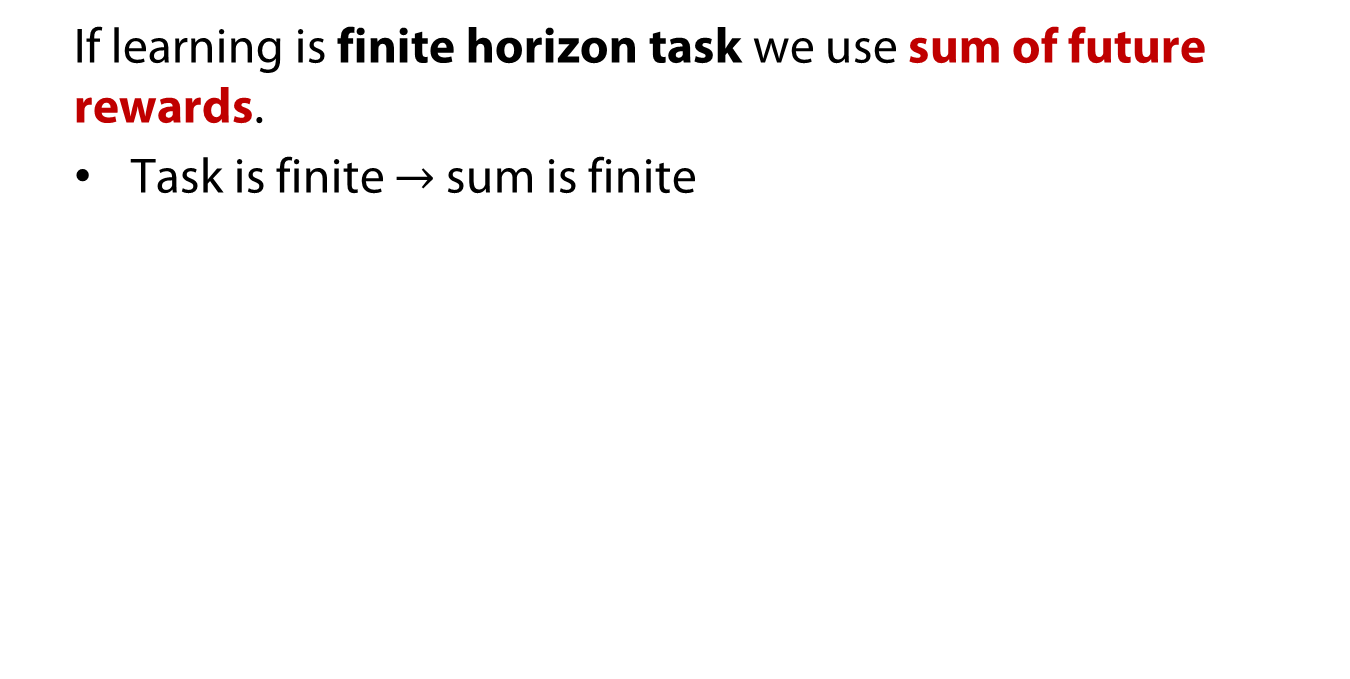 If learning is finite horizon task we use sum of future
rewards.
• Task is finite → sum is finite